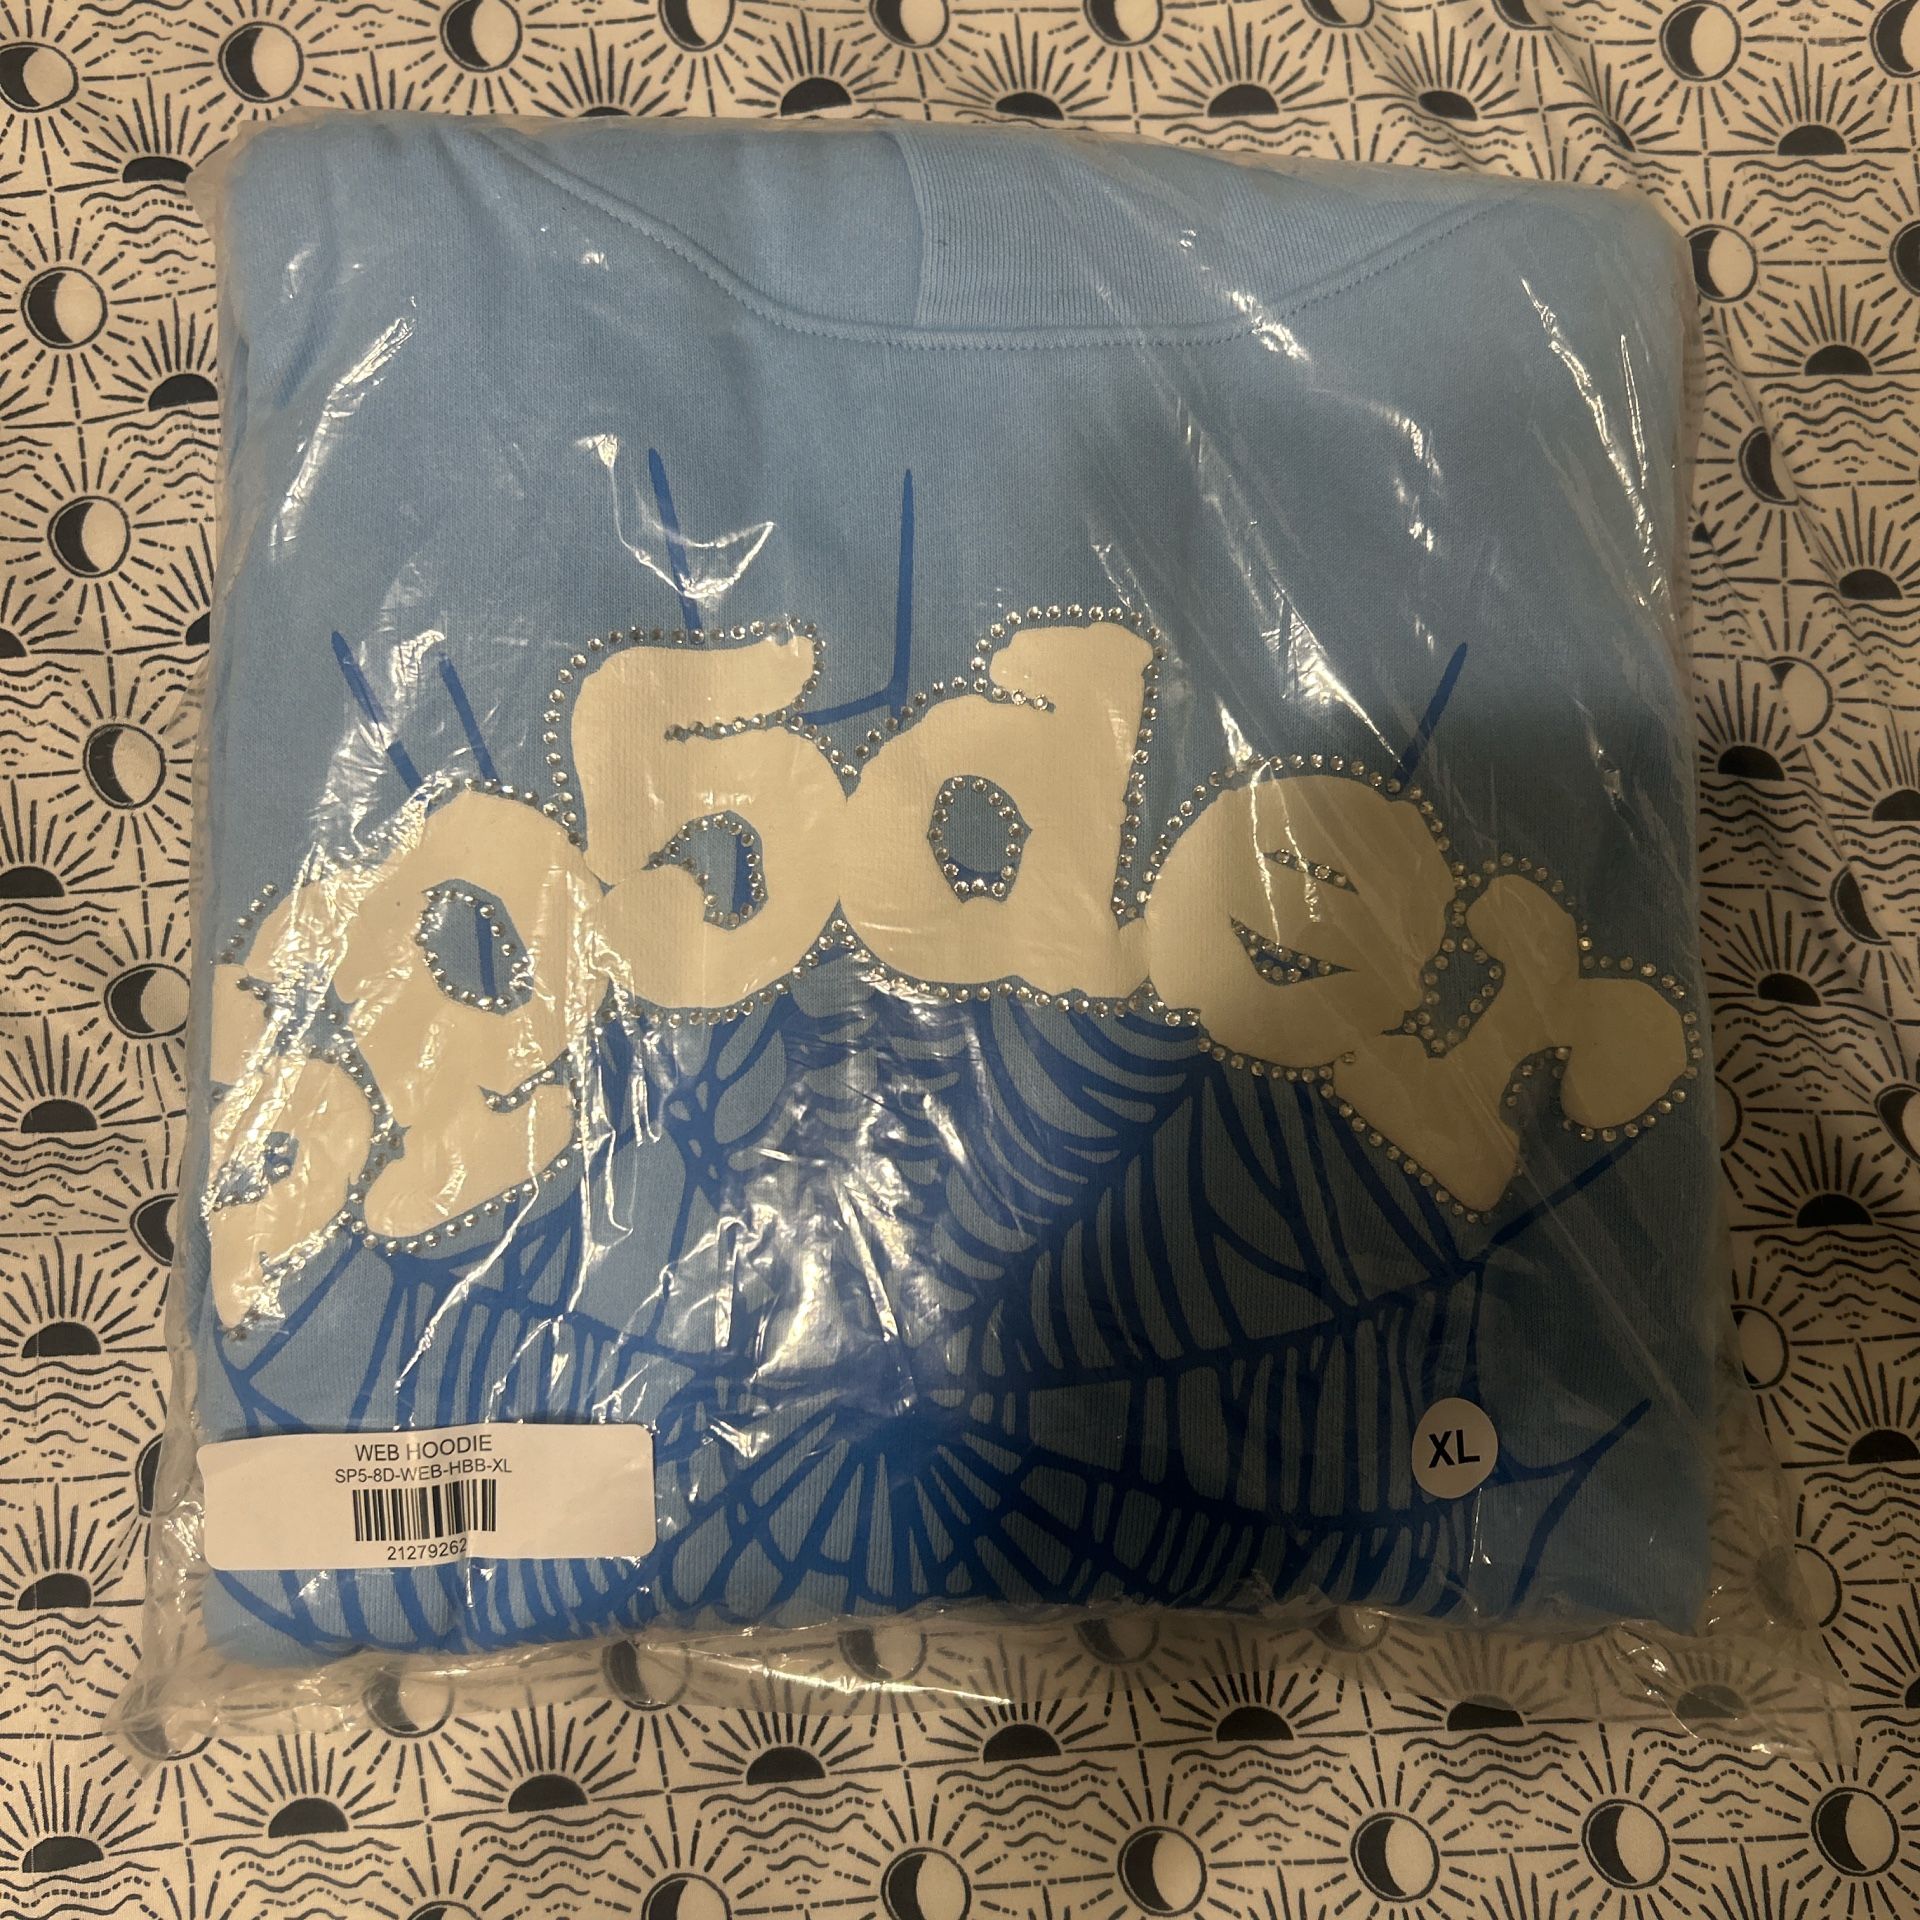 Sp5der
WEB HOODIE
SP5-8D-WEB-HBB-XL
21279262
XL